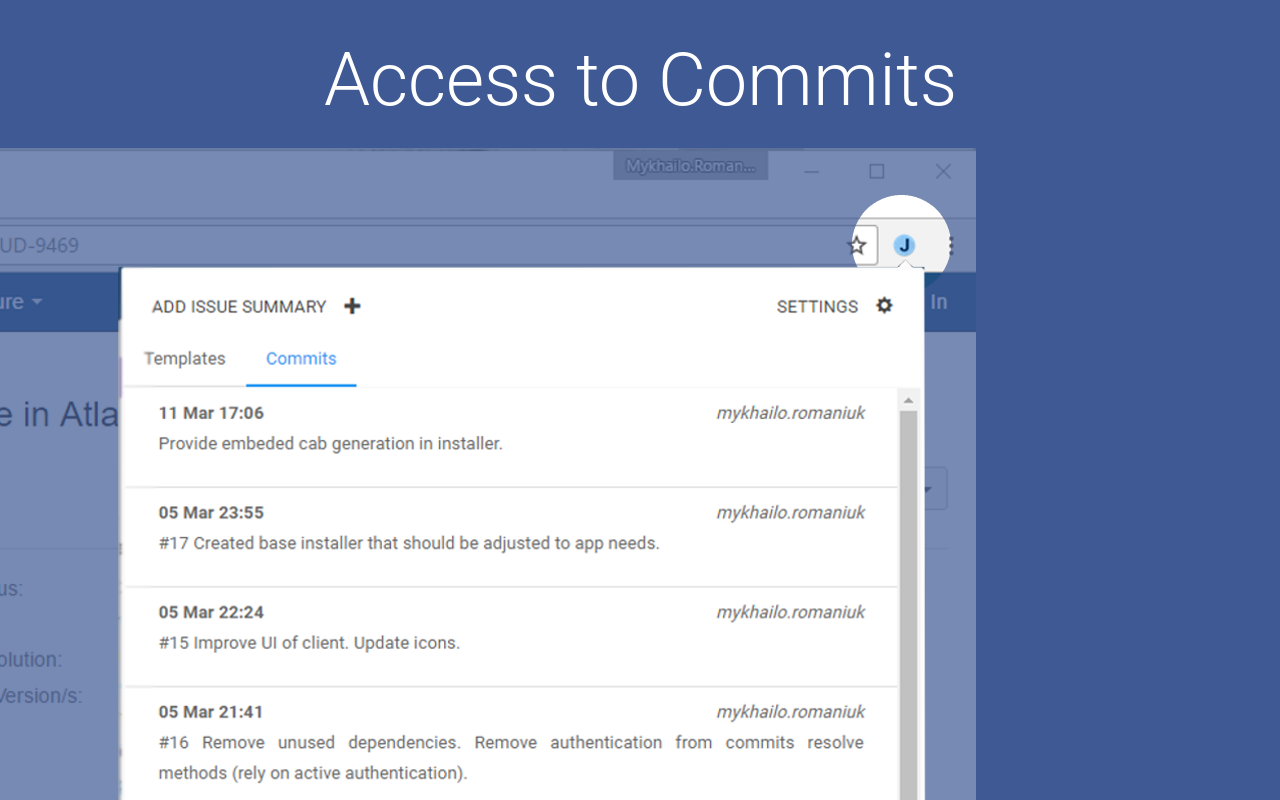 Access to Commits
Mykhailo.Roman...
UD-9469
J
ure
In
ADD ISSUE SUMMARY
SETTINGS
Templates
Commits
e in Atla
11 Mar 17:06
mykhailo.romaniuk
Provide embeded cab generation in installer.
05 Mar 23:55
mykhailo.romaniuk
#17 Created base installer that should be adjusted to app needs.
us:
05 Mar 22:24
mykhailo.romaniuk
#15 Improve UI of client. Update icons.
olution:
Version/s:
05 Mar 21:41
mykhailo.romaniuk
#16 Remove unused dependencies. Remove authentication from commits resolve
methods (rely on active authentication).